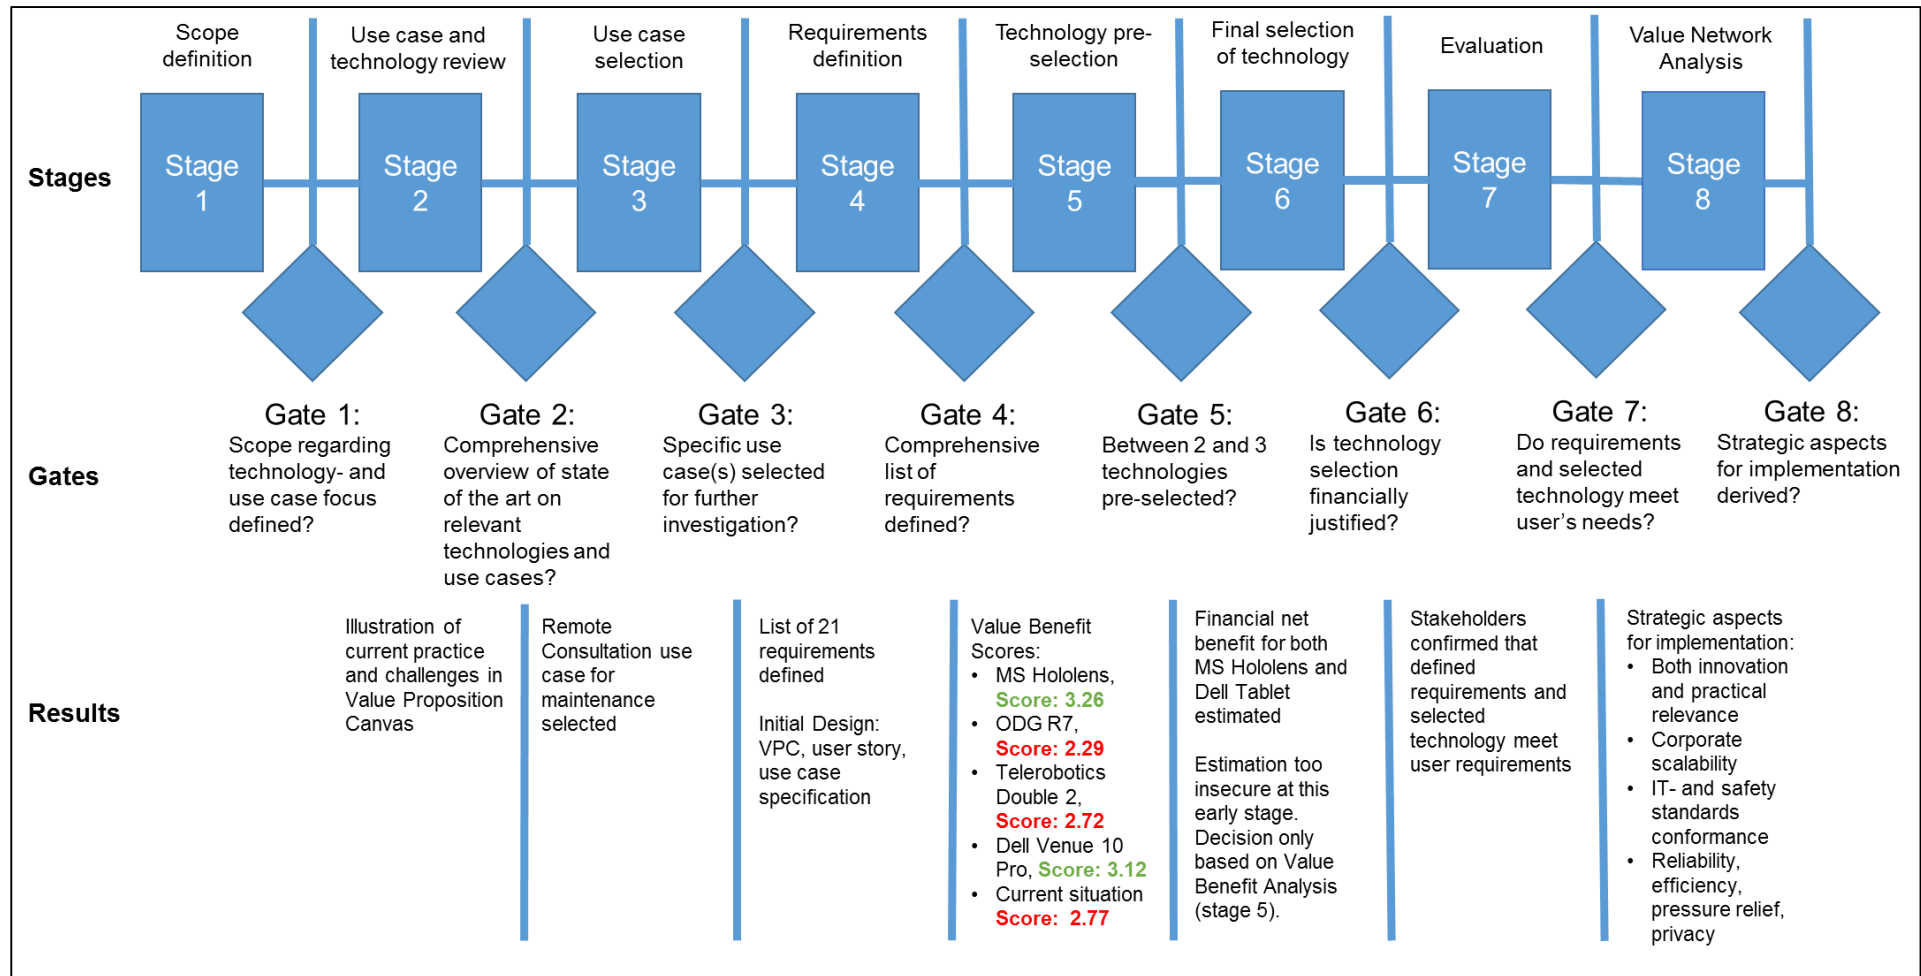 Scope
definition
Use case and
technology review
Use case
selection
Requirements
definition
Technology pre-
selection
Final selection
of technology
Evaluation
Value Network
Analysis
Stages
Stage
1
Stage
2
Stage
3
Stage
4
Stage
5
Stage
6
Stage
7
Stage
8
Gates
Gate 1:
Scope regarding
technology- and
use case focus
defined?
Gate 2:
Comprehensive
overview of state
of the art on
relevant
technologies and
use cases?
Gate 3:
Specific use
case(s) selected
for further
investigation?
Gate 4:
Comprehensive
list of
requirements
defined?
Gate 5:
Between 2 and 3
technologies
pre-selected?
Gate 6:
Is technology
selection
financially
justified?
Gate 7:
Do requirements
and selected
technology meet
user's needs?
Gate 8:
Strategic aspects
for implementation
derived?
Results
Illustration of
current practice
and challenges in
Value Proposition
Canvas
Remote
Consultation use
case for
maintenance
selected
List of 21
requirements
defined
Initial Design:
VPC, user story,
use case
specification
Value Benefit
Scores:
• MS Hololens,
Score: 3.26
• ODG R7,
Score: 2.29
• Telerobotics
Double 2,
Score: 2.72
• Dell Venue 10
Pro, Score: 3.12
• Current situation
Score: 2.77
Financial net
benefit for both
MS Hololens and
Dell Tablet
estimated
Estimation too
insecure at this
early stage.
Decision only
based on Value
Benefit Analysis
(stage 5).
Stakeholders
confirmed that
defined
requirements and
selected
technology meet
user requirements
Strategic aspects
for implementation:
• Both innovation
and practical
relevance
• Corporate
scalability
• IT- and safety
standards
conformance
• Reliability,
efficiency,
pressure relief,
privacy